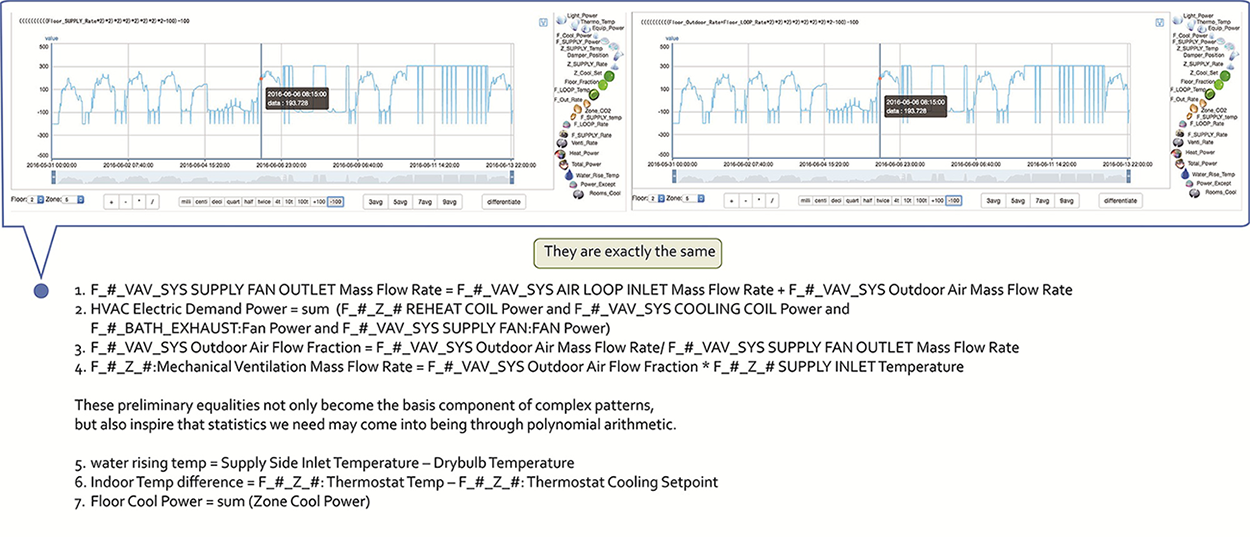 ((((((((((Floor_SUPPLY_Rate*2)*2)*2)*2)*2)*2)*2)*2-100)-100
value
500
300
100
-100
-300
-500
2016-05-31 00:00:00 2016-06-02 07:40:00 2016-06-04 15:20:00 2016-06-06 23:00:00 2016-06-09 06:40:00 2016-06-11 14:20:00 2016-06-13 22:00:00
2016-06-06 08:15:00
data : 193.728
Light_Power
Thermo_Temp
Equip_Power
F_Cool_Power
F_SUPPLY_Power
Z_SUPPLY_Temp
Damper_Position
Z_SUPPLY_Rate
Z_Cool_Set
Floor_Fraction
F_LOOP_Temp
F_Out_Rate
Zone_CO2
F_SUPPLY_temp
F_LOOP_Rate
F_SUPPLY_Rate
Venti_Rate
Heat_Power
Total_Power
Water_Rise_Temp
Power_Except
Rooms_Cool
Floor: 2 Zone: 5 + - * / milli centi deci quart half twice 4t 10t 100t +100 -100 3avg 5avg 7avg 9avg differentiate
((((((((((Floor_Outdoor_Rate+Floor_LOOP_Rate*2)*2)*2)*2)*2)*2)*2)*2-100)-100
value
500
300
100
-100
-300
-500
2016-05-31 00:00:00 2016-06-02 07:40:00 2016-06-04 15:20:00 2016-06-06 23:00:00 2016-06-09 06:40:00 2016-06-11 14:20:00 2016-06-13 22:00:00
2016-06-06 08:15:00
data : 193.728
Light_Power
Thermo_Temp
Equip_Power
F_Cool_Power
F_SUPPLY_Power
Z_SUPPLY_Temp
Damper_Position
Z_SUPPLY_Rate
Z_Cool_Set
Floor_Fraction
F_LOOP_Temp
F_Out_Rate
Zone_CO2
F_SUPPLY_temp
F_LOOP_Rate
F_SUPPLY_Rate
Venti_Rate
Heat_Power
Total_Power
Water_Rise_Temp
Power_Except
Rooms_Cool
Floor: 2 Zone: 5 + - * / milli centi deci quart half twice 4t 10t 100t +100 -100 3avg 5avg 7avg 9avg differentiate
They are exactly the same
1. F_#_VAV_SYS SUPPLY FAN OUTLET Mass Flow Rate = F_#_VAV_SYS AIR LOOP INLET Mass Flow Rate + F_#_VAV_SYS Outdoor Air Mass Flow Rate
2. HVAC Electric Demand Power = sum (F_#_Z_# REHEAT COIL Power and F_#_VAV_SYS COOLING COIL Power and
F_#_BATH_EXHAUST:Fan Power and F_#_VAV_SYS SUPPLY FAN:FAN Power)
3. F_#_VAV_SYS Outdoor Air Flow Fraction = F_#_VAV_SYS Outdoor Air Mass Flow Rate/ F_#_VAV_SYS SUPPLY FAN OUTLET Mass Flow Rate
4. F_#_Z_#:Mechanical Ventilation Mass Flow Rate = F_#_VAV_SYS Outdoor Air Flow Fraction * F_#_Z_# SUPPLY INLET Temperature
These preliminary equalities not only become the basis component of complex patterns,
but also inspire that statistics we need may come into being through polynomial arithmetic.
5. water rising temp = Supply Side Inlet Temperature – Drybulb Temperature
6. Indoor Temp difference = F_#_Z_#: Thermostat Temp – F_#_Z_#: Thermostat Cooling Setpoint
7. Floor Cool Power = sum (Zone Cool Power)